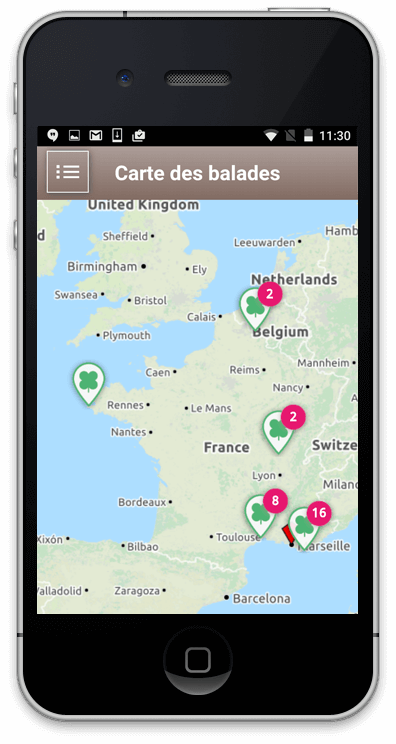 11:30
Carte des balades
United Kingdom
d
Sheffield
Leeuwarden
Hamb
Birmingham
Ely
Netherlands
Swansea
Bristol
2
Calais
Belgium
Plymouth
Caen
Reims
Mannheim
Nancy
Rennes
Le Mans
2
Nantes
France
Switze
Lyon
Milano
Bordeaux
8
16
Toulouse
Marseille
Xixón
Bilbao
Valladolid
Zaragoza
Barcelona